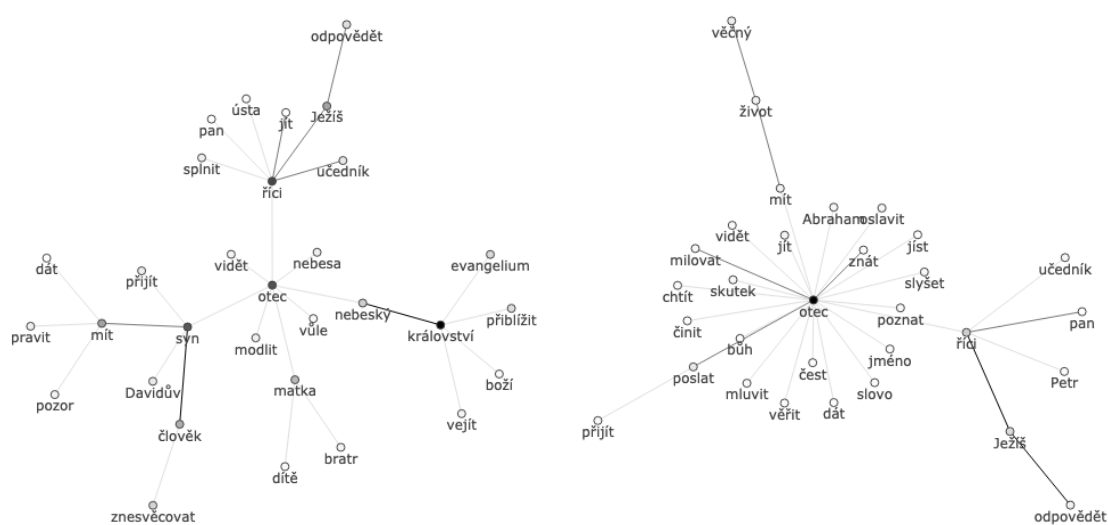 odpovědět
ústa
pan
jít
Ježíš
splnit
učedník
říci
dát
přijít
vidět
nebesa
evangelium
otec
nebeský
vůle
království
přiblížit
pravit
mít
syn
modlit
Davidův
matka
boží
pozor
člověk
vejít
bratr
dítě
znesvěcovat
věčný
život
mít
Abraham
oslavit
vidět
jít
jíst
milovat
znát
učedník
chtít
skutek
slyšet
otec
poznat
činit
pan
bůh
říci
jméno
poslat
čest
Petr
mluvit
slovo
věřit
dát
přijít
Ježíš
odpovědět